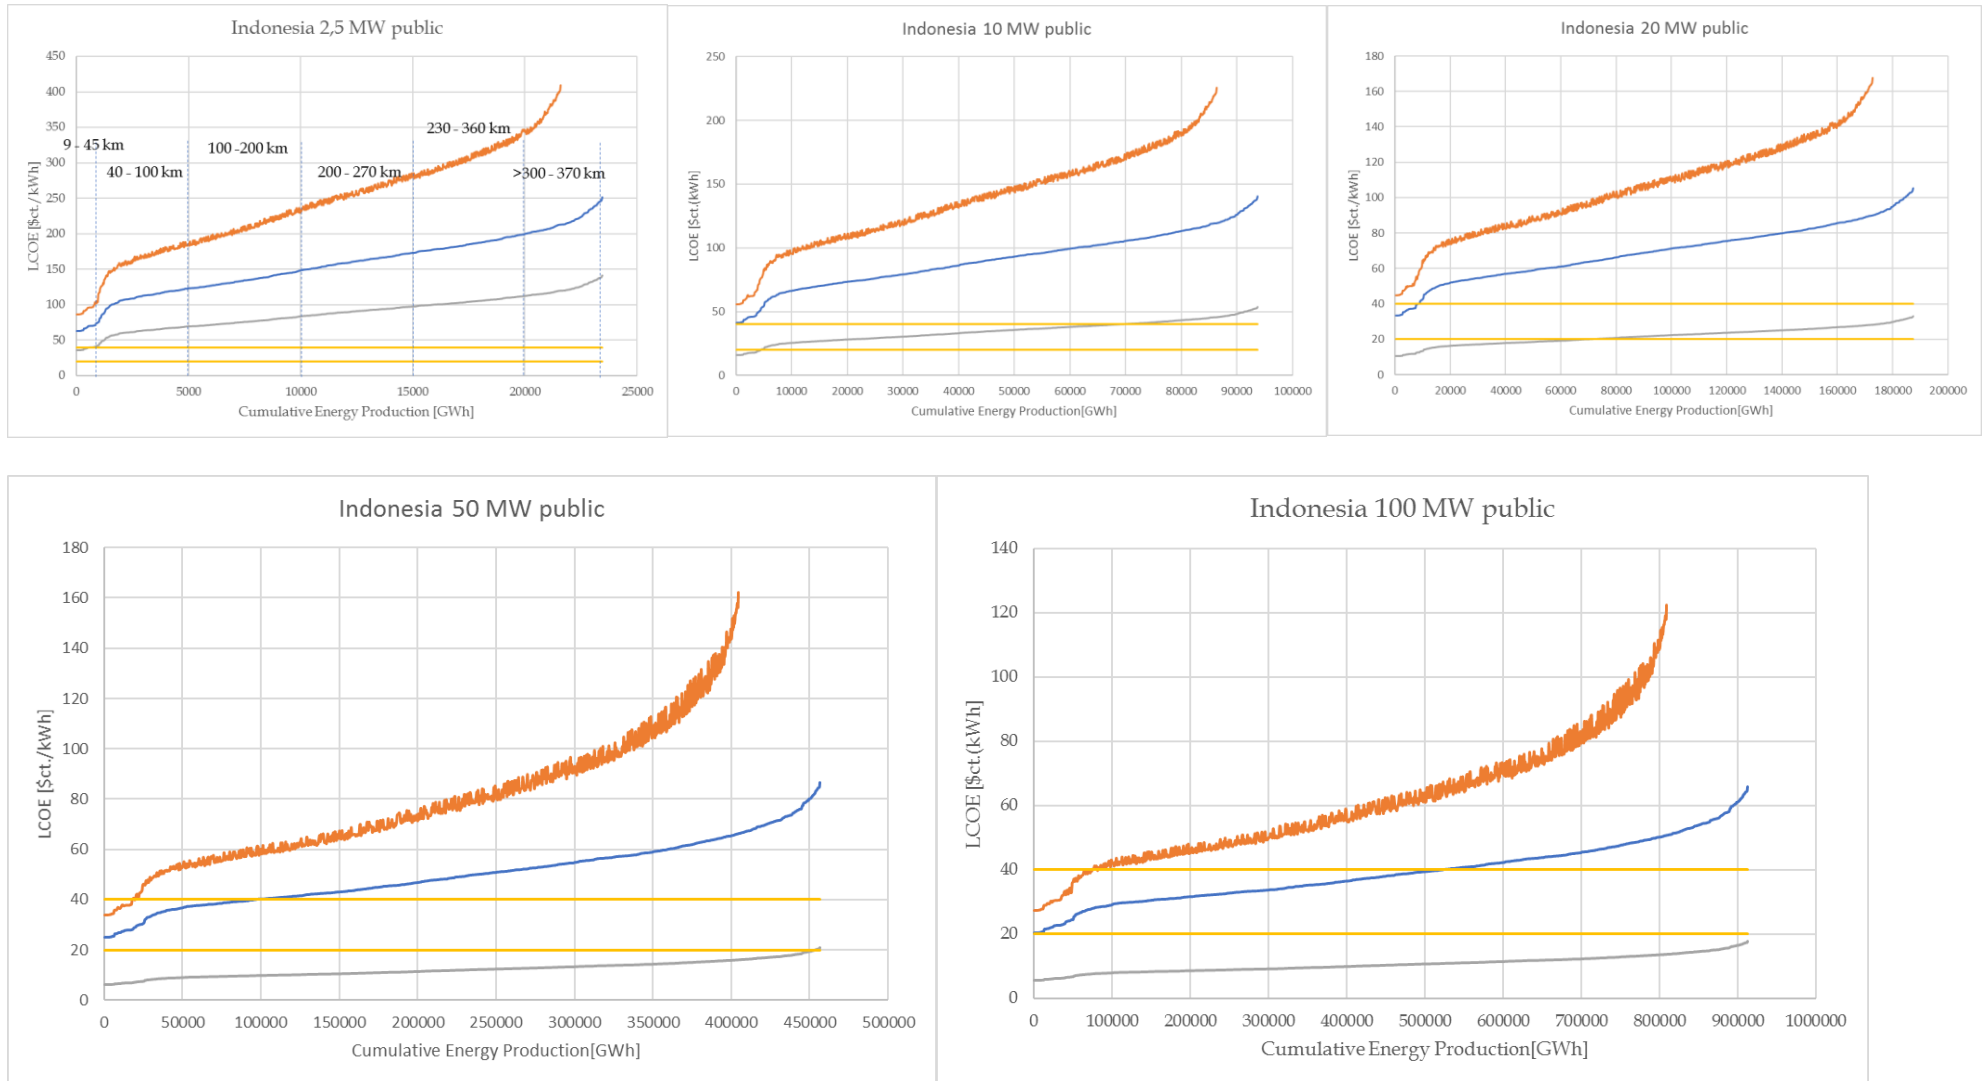 Indonesia 2,5 MW public
450
400
350
300
250
200
150
100
50
0
LCOE [$ct./kWh]
9 - 45 km
40 - 100 km
100 -200 km
200 - 270 km
230 - 360 km
>300 - 370 km
0 5000 10000 15000 20000 25000
Cumulative Energy Production [GWh]
Indonesia 10 MW public
250
200
150
100
50
0
LCOE [$ct.(kWh]
0 10000 20000 30000 40000 50000 60000 70000 80000 90000 100000
Cumulative Energy Production[GWh]
Indonesia 20 MW public
180
160
140
120
100
80
60
40
20
0
LCOE [$ct./kWh]
0 20000 40000 60000 80000 100000 120000 140000 160000 180000 200000
Cumulative Energy Production[GWh]
Indonesia 50 MW public
180
160
140
120
100
80
60
40
20
0
LCOE [$ct./kWh]
0 50000 100000 150000 200000 250000 300000 350000 400000 450000 500000
Cumulative Energy Production[GWh]
Indonesia 100 MW public
140
120
100
80
60
40
20
0
LCOE [$ct.(kWh]
0 100000 200000 300000 400000 500000 600000 700000 800000 900000 1000000
Cumulative Energy Production[GWh]